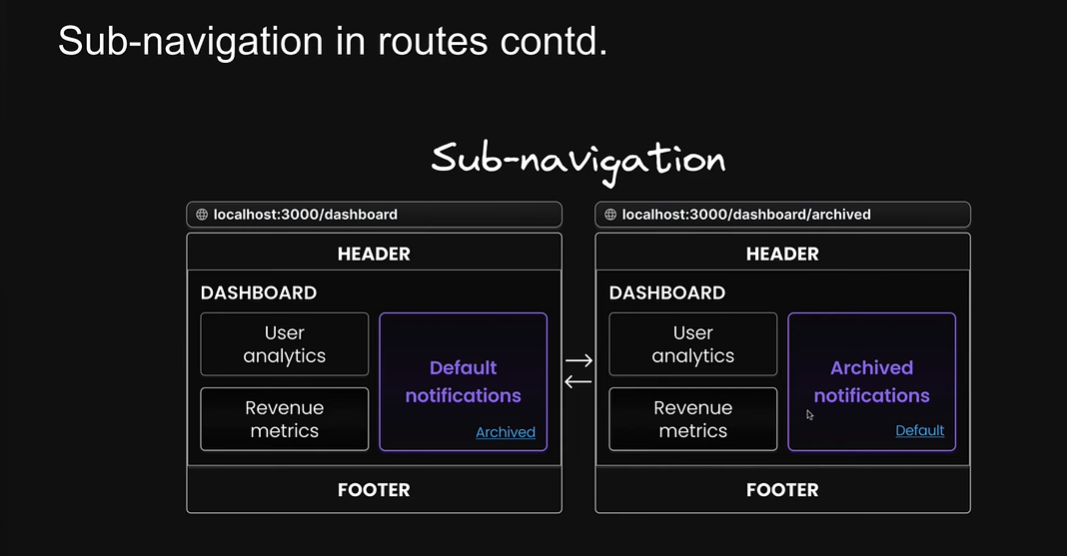 Sub-navigation in routes contd.
Sub-navigation
localhost:3000/dashboard
HEADER
DASHBOARD
User
analytics
Revenue
metrics
Default
notifications
Archived
FOOTER
localhost:3000/dashboard/archived
HEADER
DASHBOARD
User
analytics
Revenue
metrics
Archived
notifications
Default
FOOTER